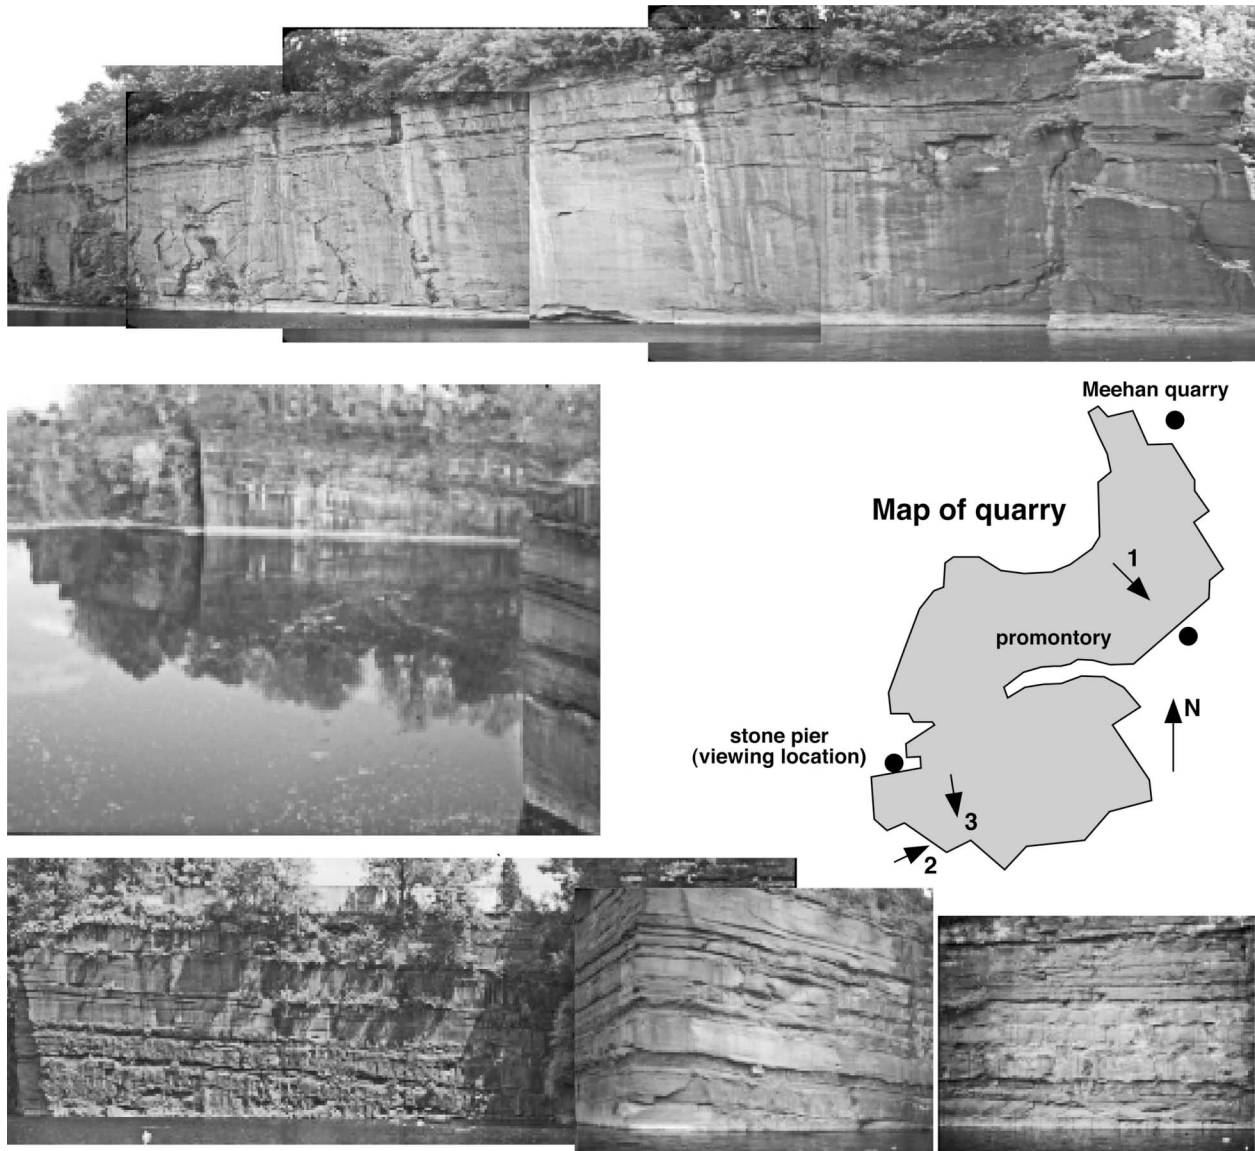 Meehan quarry
Map of quarry
1
promontory
N
stone pier
(viewing location)
3
2